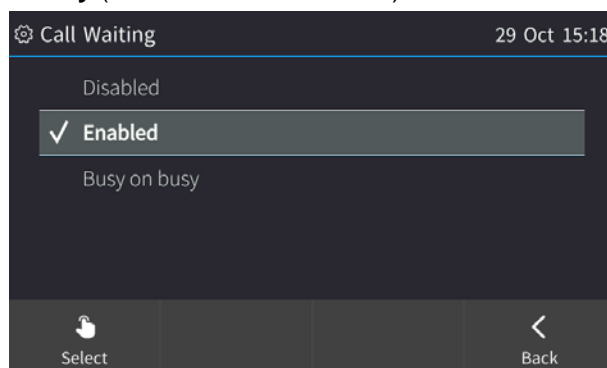 Call Waiting 29 Oct 15:18
Disabled
✓ Enabled
Busy on busy
Select Back